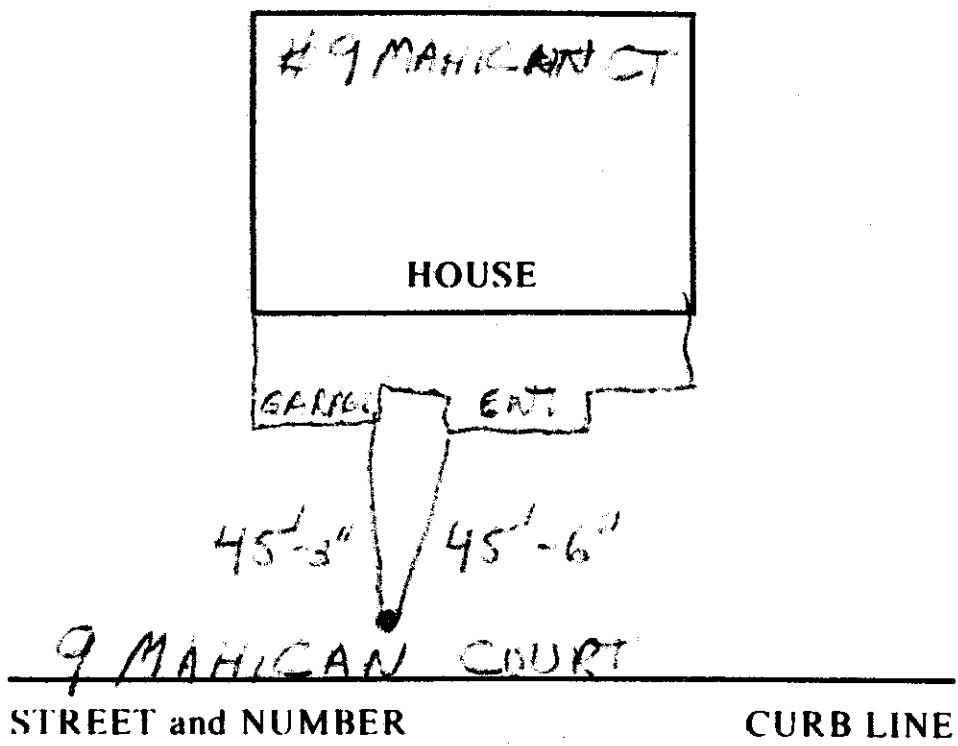 #9 MAHICAN CT
HOUSE
GARAGE ENT
45'-3" 45'-6"
9 MAHICAN COURT
STREET and NUMBER CURB LINE